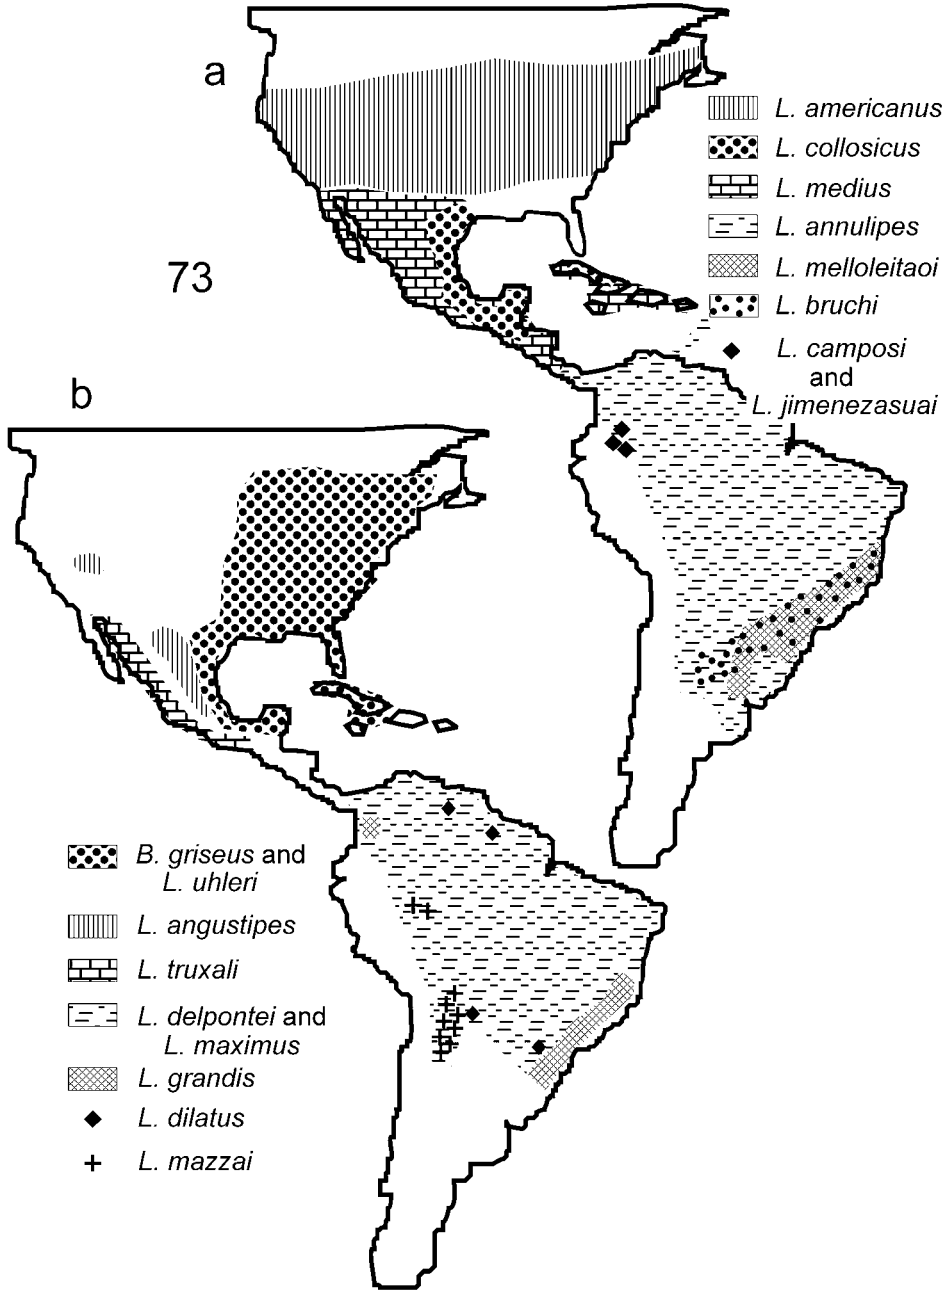 a
L. americanus
L. collosicus
L. medius
L. annulipes
L. melloleitaoi
L. bruchi
L. camposi
and
L. jimenezasuai
73
b
B. griseus and
L. uhleri
L. angustipes
L. truxali
L. delpontei and
L. maximus
L. grandis
L. dilatus
L. mazzai